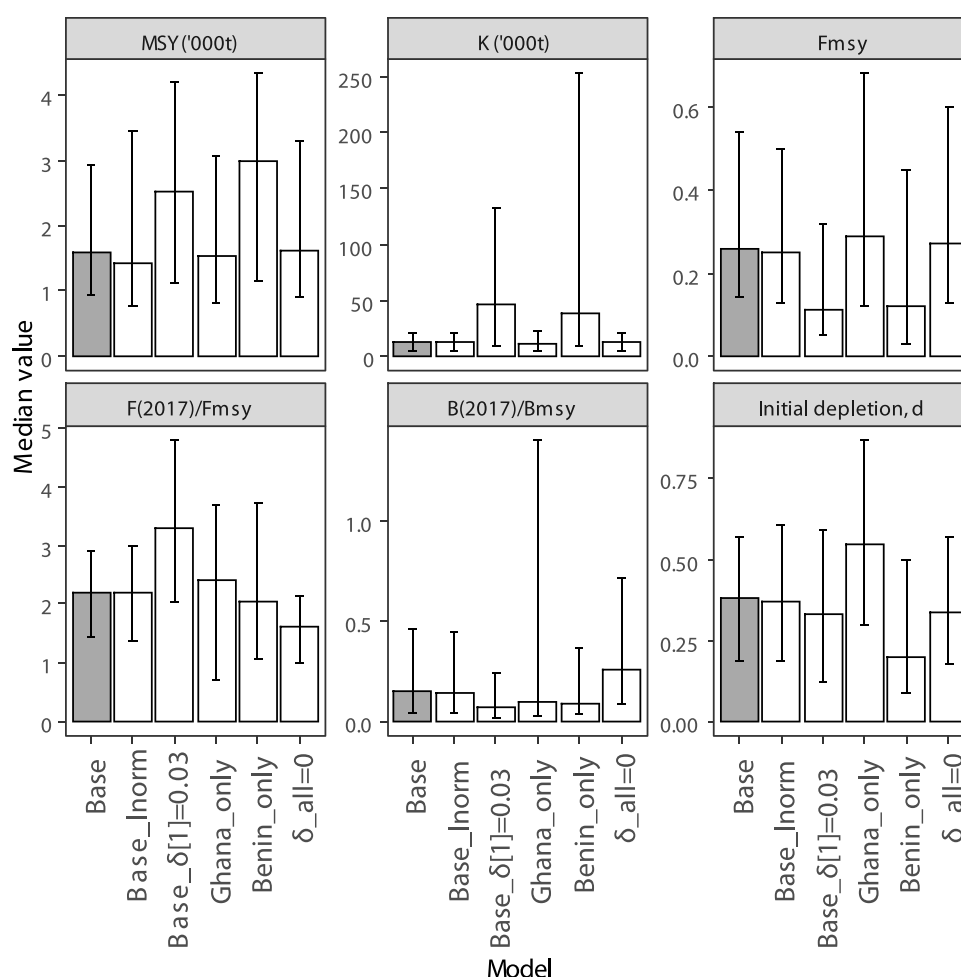 MSY ('000t)
K ('000t)
Fmsy
4
3
2
1
0
250
200
150
100
50
0
0.6
0.4
0.2
0.0
Median value
F(2017)/Fmsy
B(2017)/Bmsy
Initial depletion, d
5
4
3
2
1
0
1.0
0.5
0.0
0.75
0.50
0.25
0.00
Base
Base_lnorm
Base_δ[1]=0.03
Ghana_only
Benin_only
δ_all=0
Base
Base_lnorm
Base_δ[1]=0.03
Ghana_only
Benin_only
δ_all=0
Base
Base_lnorm
Base_δ[1]=0.03
Ghana_only
Benin_only
δ_all=0
Model